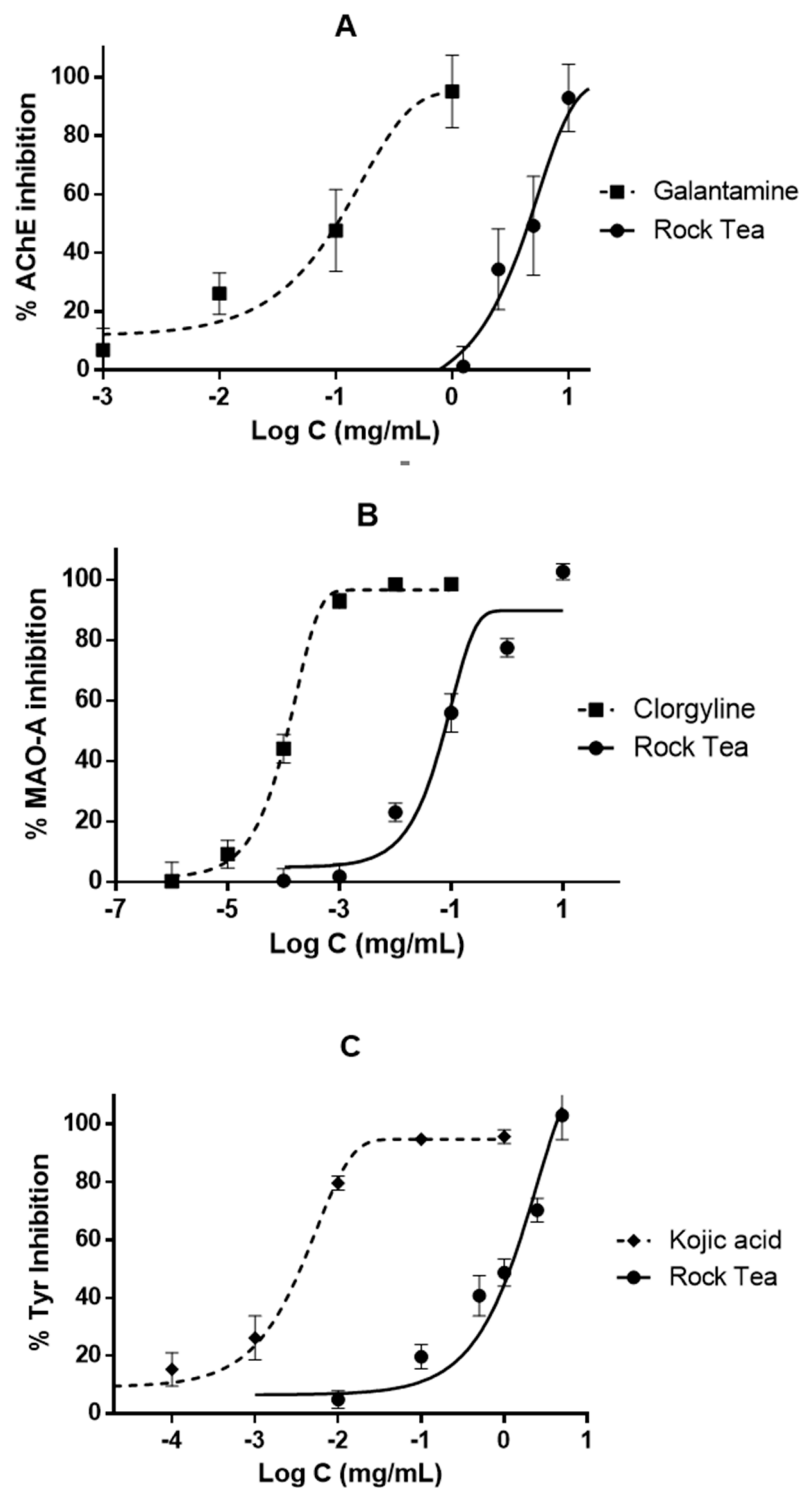 A
% AChE inhibition
100
80
60
40
20
0
-3 -2 -1 0 1
Log C (mg/mL)
Galantamine
Rock Tea
B
% MAO-A inhibition
100
80
60
40
20
0
-7 -5 -3 -1 1
Log C (mg/mL)
Clorgyline
Rock Tea
C
% Tyr Inhibition
100
80
60
40
20
0
-4 -3 -2 -1 0 1
Log C (mg/mL)
Kojic acid
Rock Tea